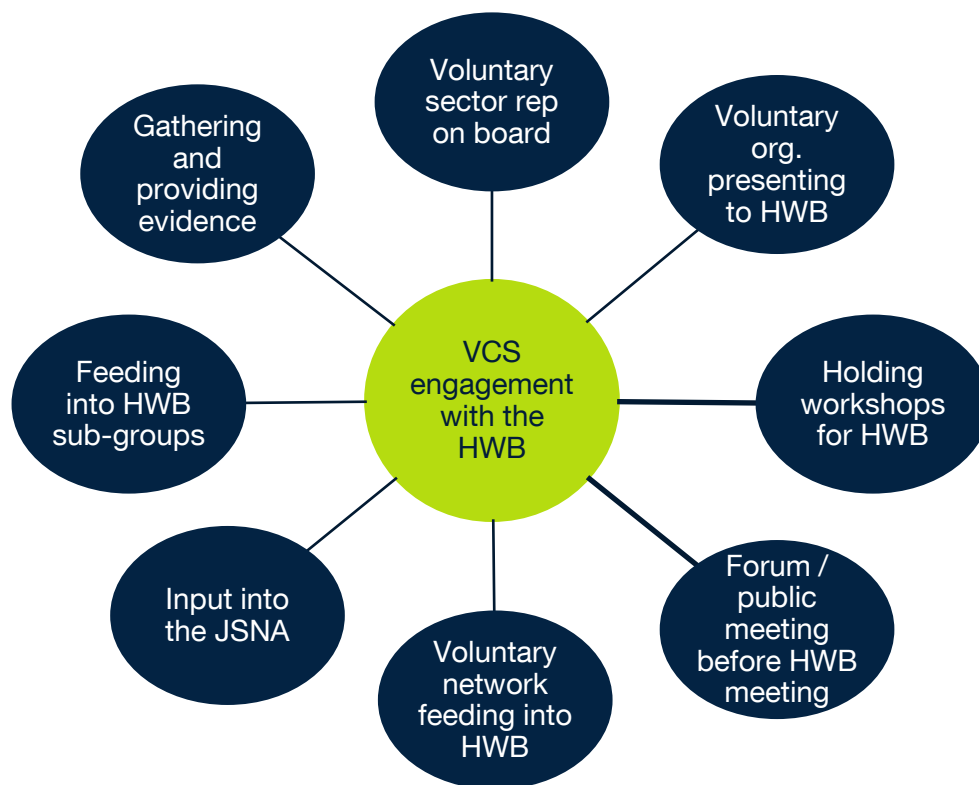 Voluntary
sector rep
on board
Voluntary
org.
presenting
to HWB
Holding
workshops
for HWB
Forum /
public
meeting
before HWB
meeting
Voluntary
network
feeding into
HWB
Input into
the JSNA
Feeding
into HWB
sub-groups
Gathering
and
providing
evidence
VCS
engagement
with the
HWB